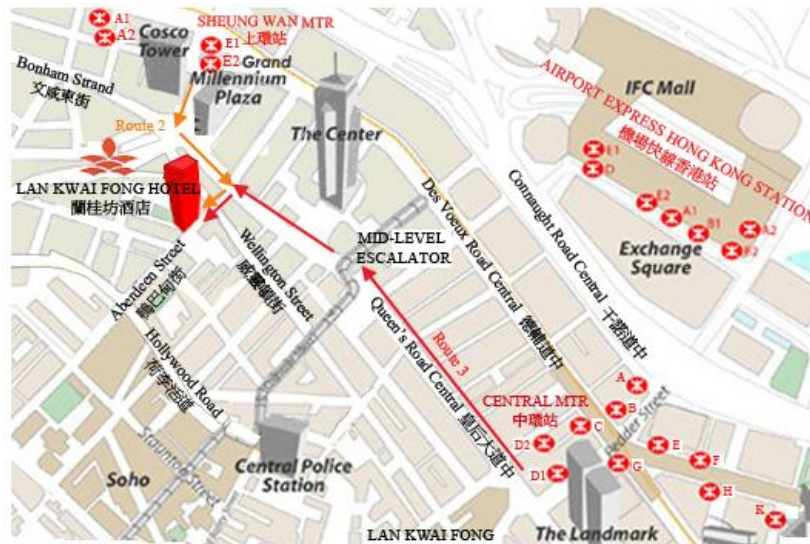 A1
A2
Cosco
Tower
SHEUNG WAN MTR
上環站
E1
E2
Grand
Millennium
Plaza
Bonham Strand
文咸東街
Route 2
The Center
IFC Mall
AIRPORT EXPRESS HONG KONG STATION
機場快綫香港站
E1
D
E2
A1
B1
A2
B2
Exchange
Square
LAN KWAI FONG HOTEL
蘭桂坊酒店
Des Voeux Road Central 德輔道中
Connaught Road Central 干諾道中
MID-LEVEL
ESCALATOR
Aberdeen Street
鴨巴甸街
Wellington Street
威靈頓街
Hollywood Road
荷李活道
Queen's Road Central 皇后大道中
Route 3
CENTRAL MTR
中環站
A
B
C
D2
D1
Pedder Street
E
F
G
H
K
Staunton Street
Soho
Central Police
Station
LAN KWAI FONG
The Landmark